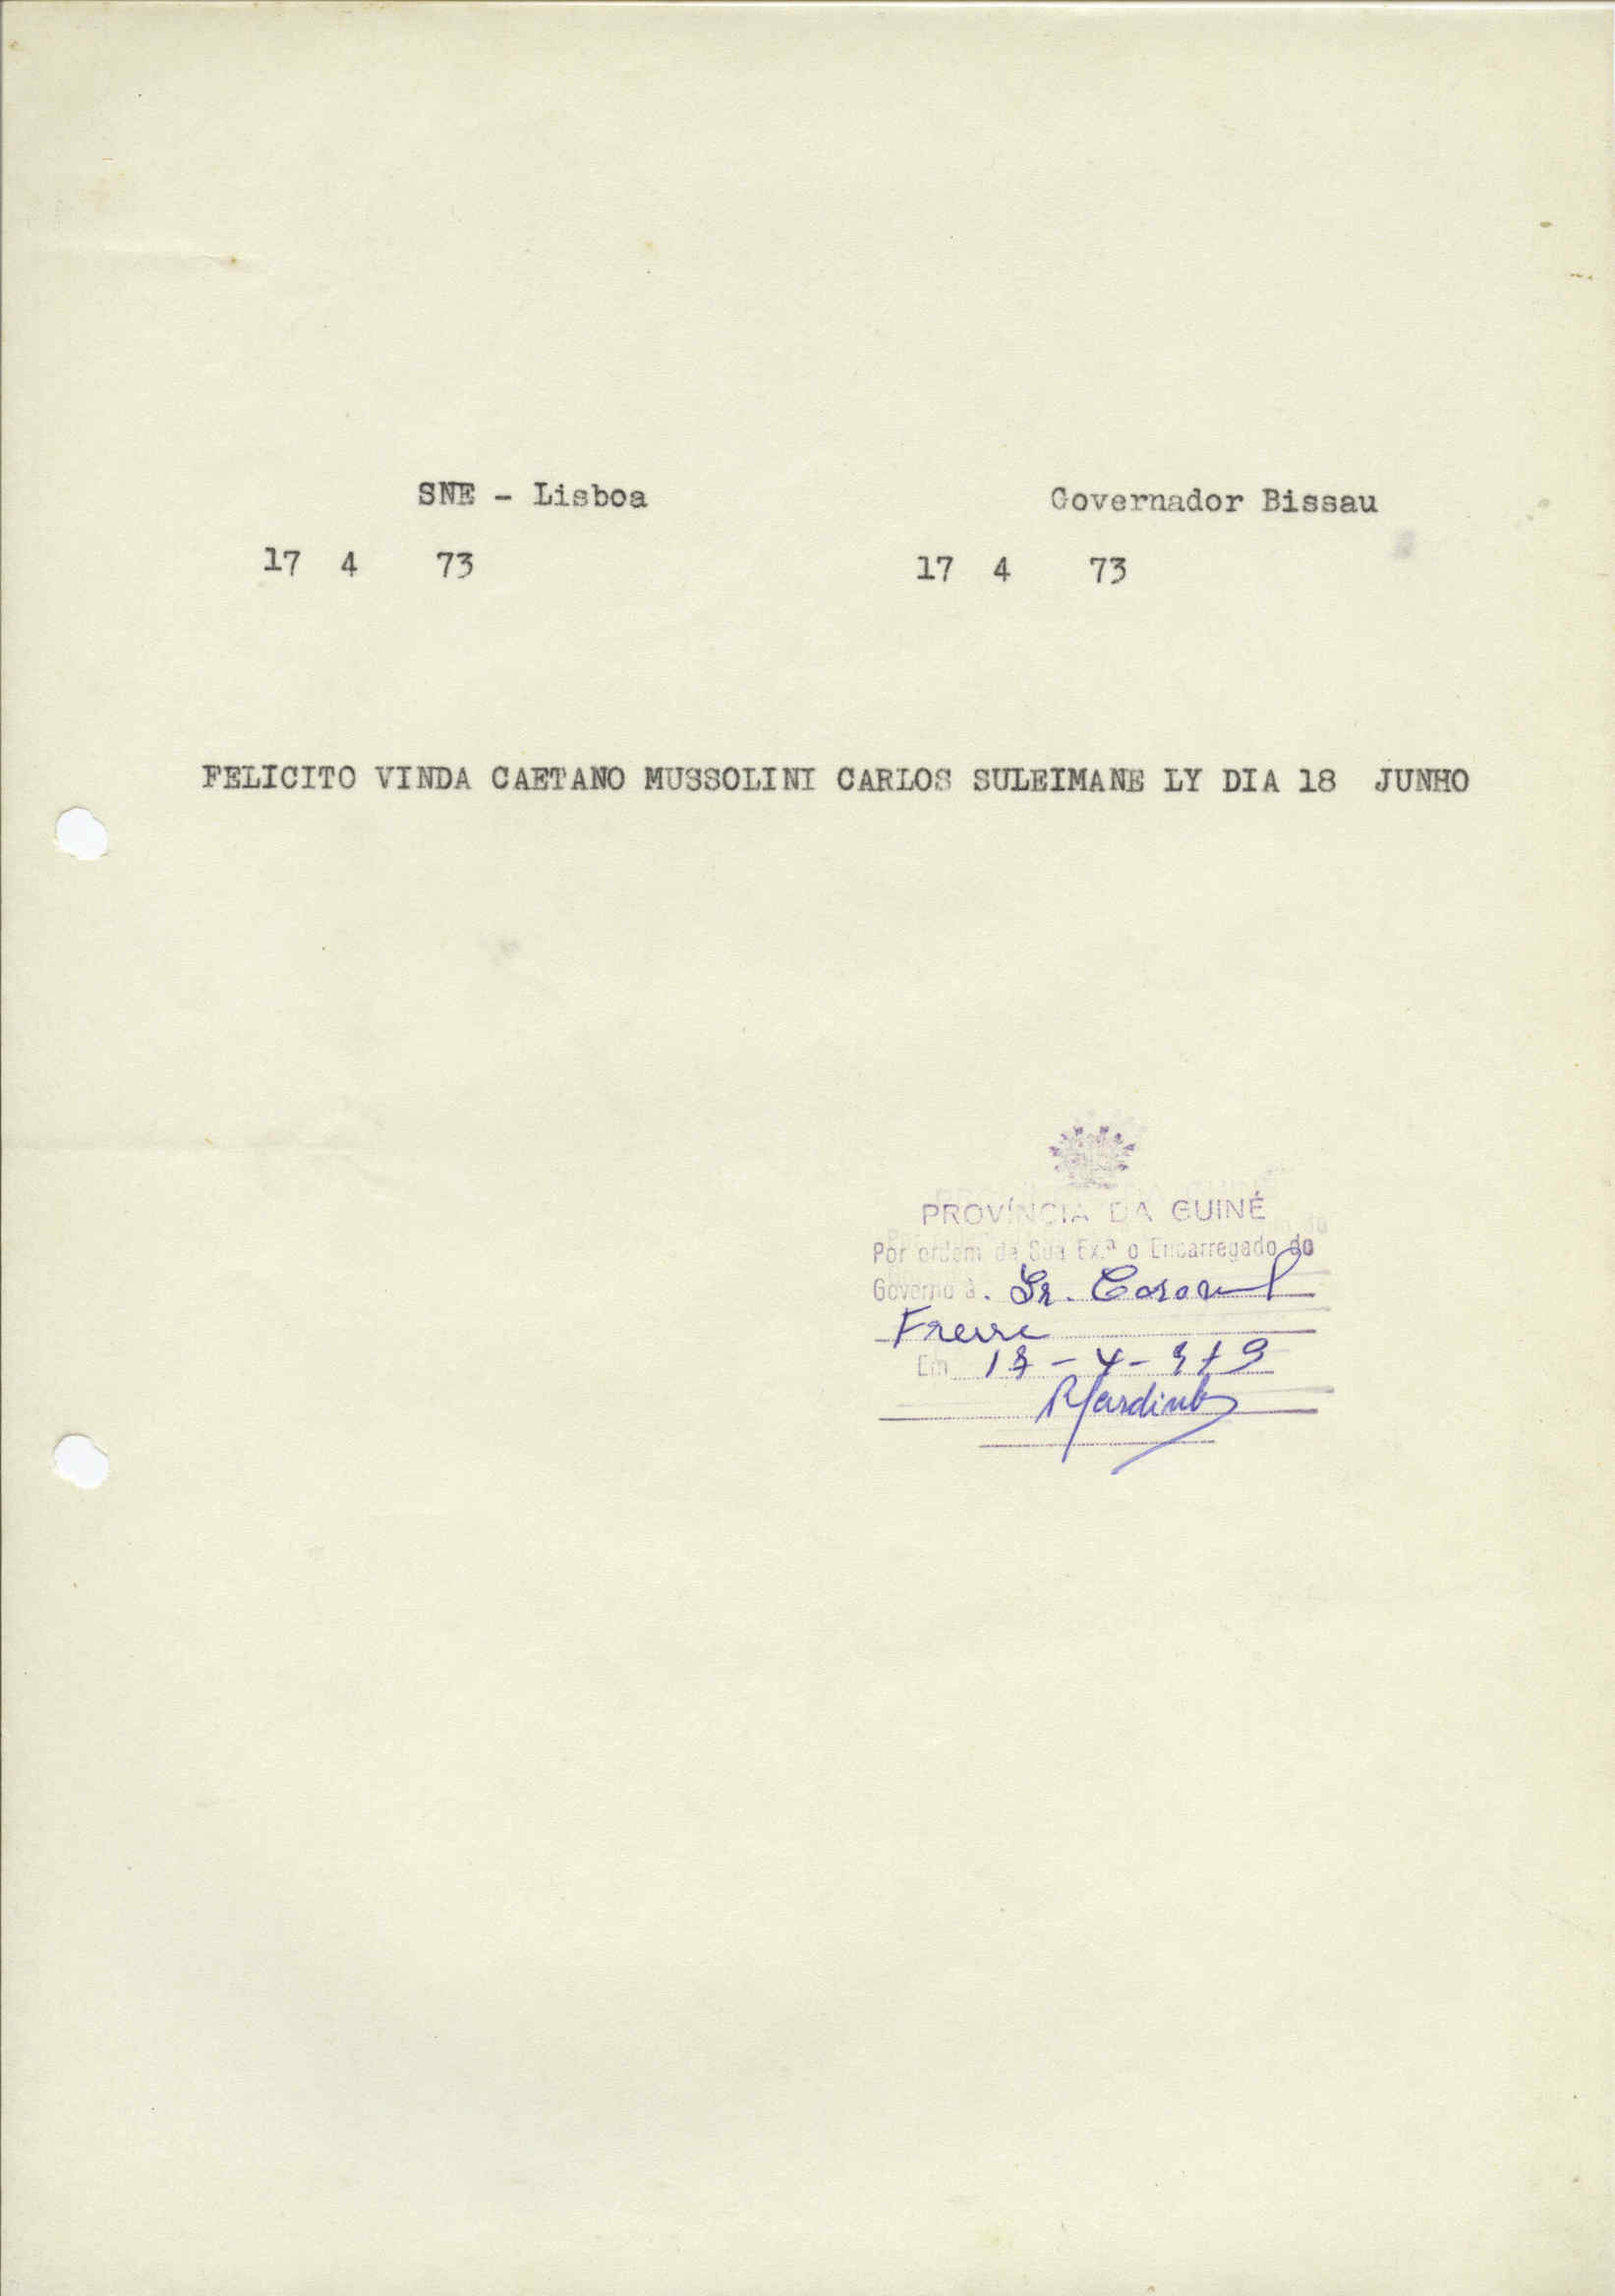 SNE - Lisboa
Governador Bissau
17 4 73
17 4 73
FELICITO VINDA CAETANO MUSSOLINI CARLOS SULEIMANE LY DIA 18 JUNHO
PROVÍNCIA DA GUINÉ
Por ordem de Sua Ex.ª o Encarregado do
Governo à. Sr. Coronel
Freire
Em 17-4-973